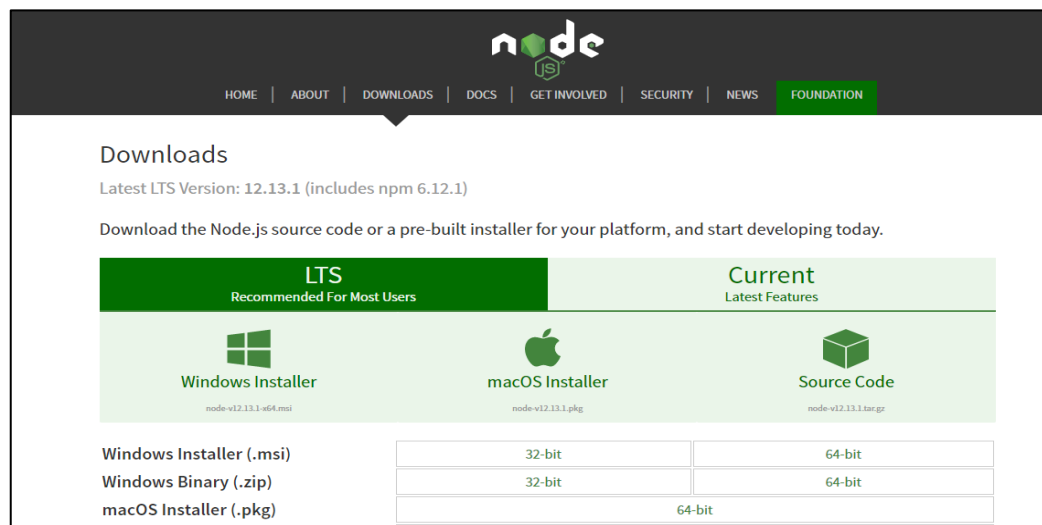 node
JS
HOME | ABOUT | DOWNLOADS | DOCS | GET INVOLVED | SECURITY | NEWS FOUNDATION
Downloads
Latest LTS Version: 12.13.1 (includes npm 6.12.1)
Download the Node.js source code or a pre-built installer for your platform, and start developing today.
LTS Current
Recommended For Most Users Latest Features
Windows Installer macOS Installer Source Code
node-v12.13.1-x64.msi node-v12.13.1.pkg node-v12.13.1.tar.gz
Windows Installer (.msi) 32-bit 64-bit
Windows Binary (.zip) 32-bit 64-bit
macOS Installer (.pkg) 64-bit